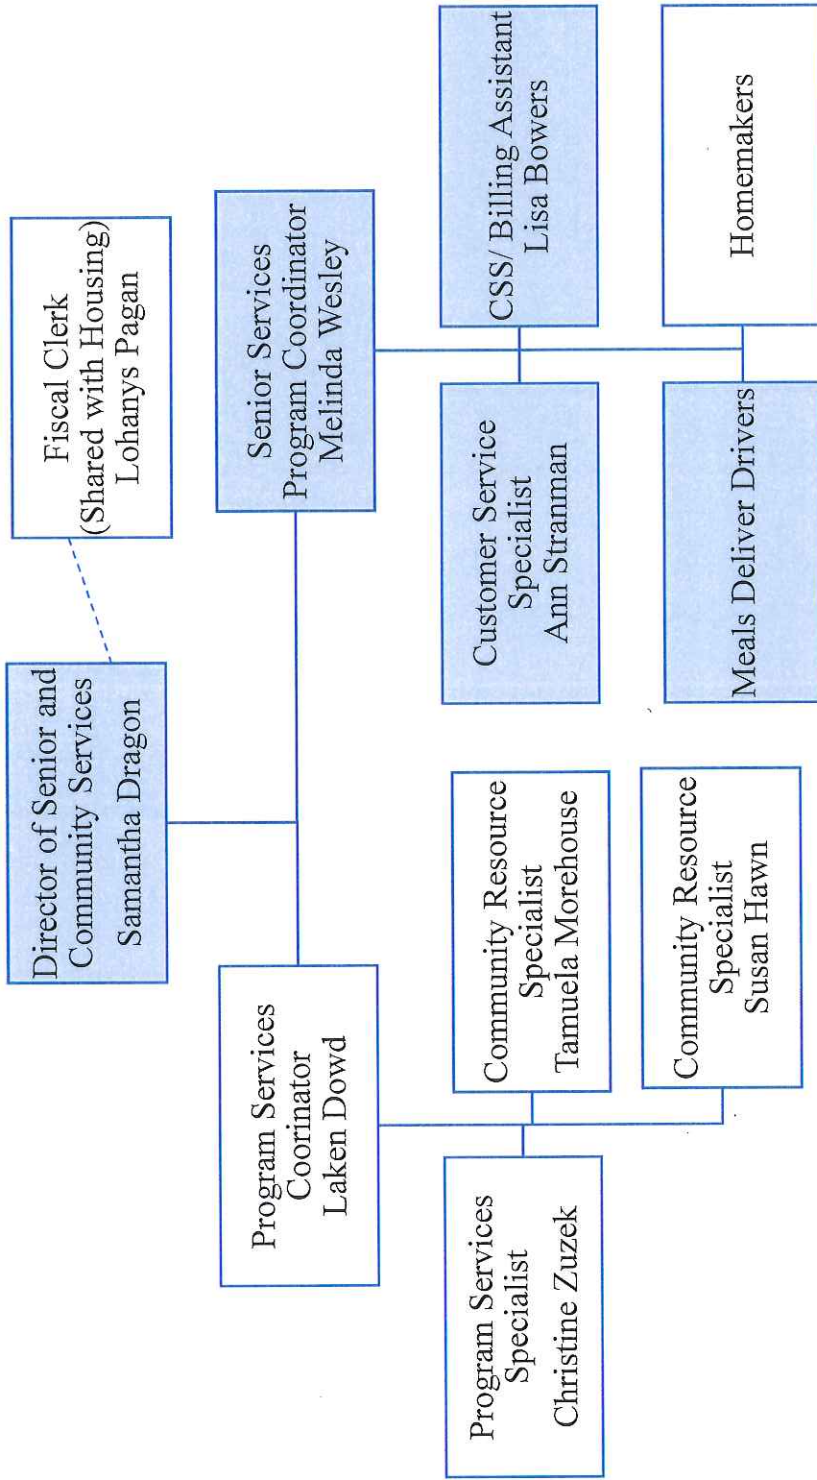 Director of Senior and
Community Services
Samantha Dragon
Fiscal Clerk
(Shared with Housing)
Lohanys Pagan
Program Services
Coorinator
Laken Dowd
Senior Services
Program Coordinator
Melinda Wesley
Program Services
Specialist
Christine Zuzek
Community Resource
Specialist
Tamuela Morehouse
Customer Service
Specialist
Ann Stranman
CSS/ Billing Assistant
Lisa Bowers
Community Resource
Specialist
Susan Hawn
Meals Deliver Drivers
Homemakers